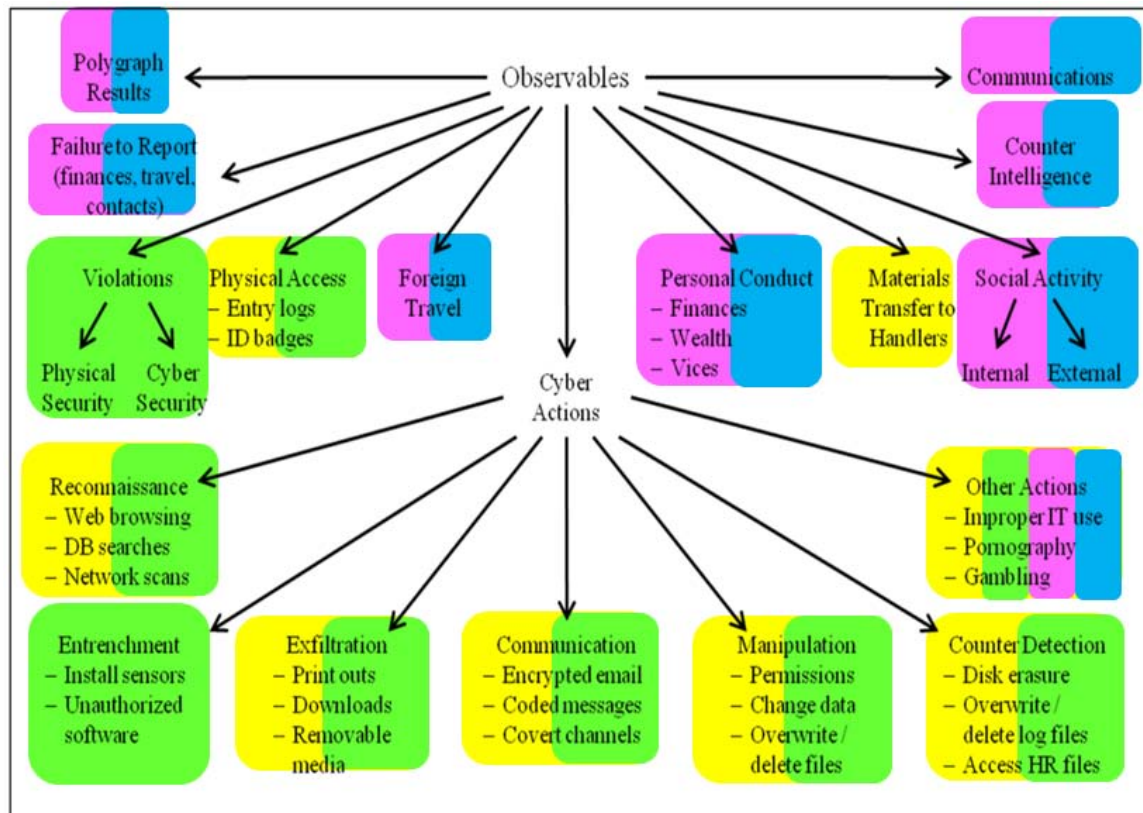 Polygraph
Results
Observables
Communications
Failure to Report
(finances, travel,
contacts)
Counter
Intelligence
Violations
Physical
Security
Cyber
Security
Physical Access
– Entry logs
– ID badges
Foreign
Travel
Personal Conduct
– Finances
– Wealth
– Vices
Materials
Transfer to
Handlers
Social Activity
Internal
External
Cyber
Actions
Reconnaissance
– Web browsing
– DB searches
– Network scans
Other Actions
– Improper IT use
– Pornography
– Gambling
Entrenchment
– Install sensors
– Unauthorized
software
Exfiltration
– Print outs
– Downloads
– Removable
media
Communication
– Encrypted email
– Coded messages
– Covert channels
Manipulation
– Permissions
– Change data
– Overwrite /
delete files
Counter Detection
– Disk erasure
– Overwrite /
delete log files
– Access HR files